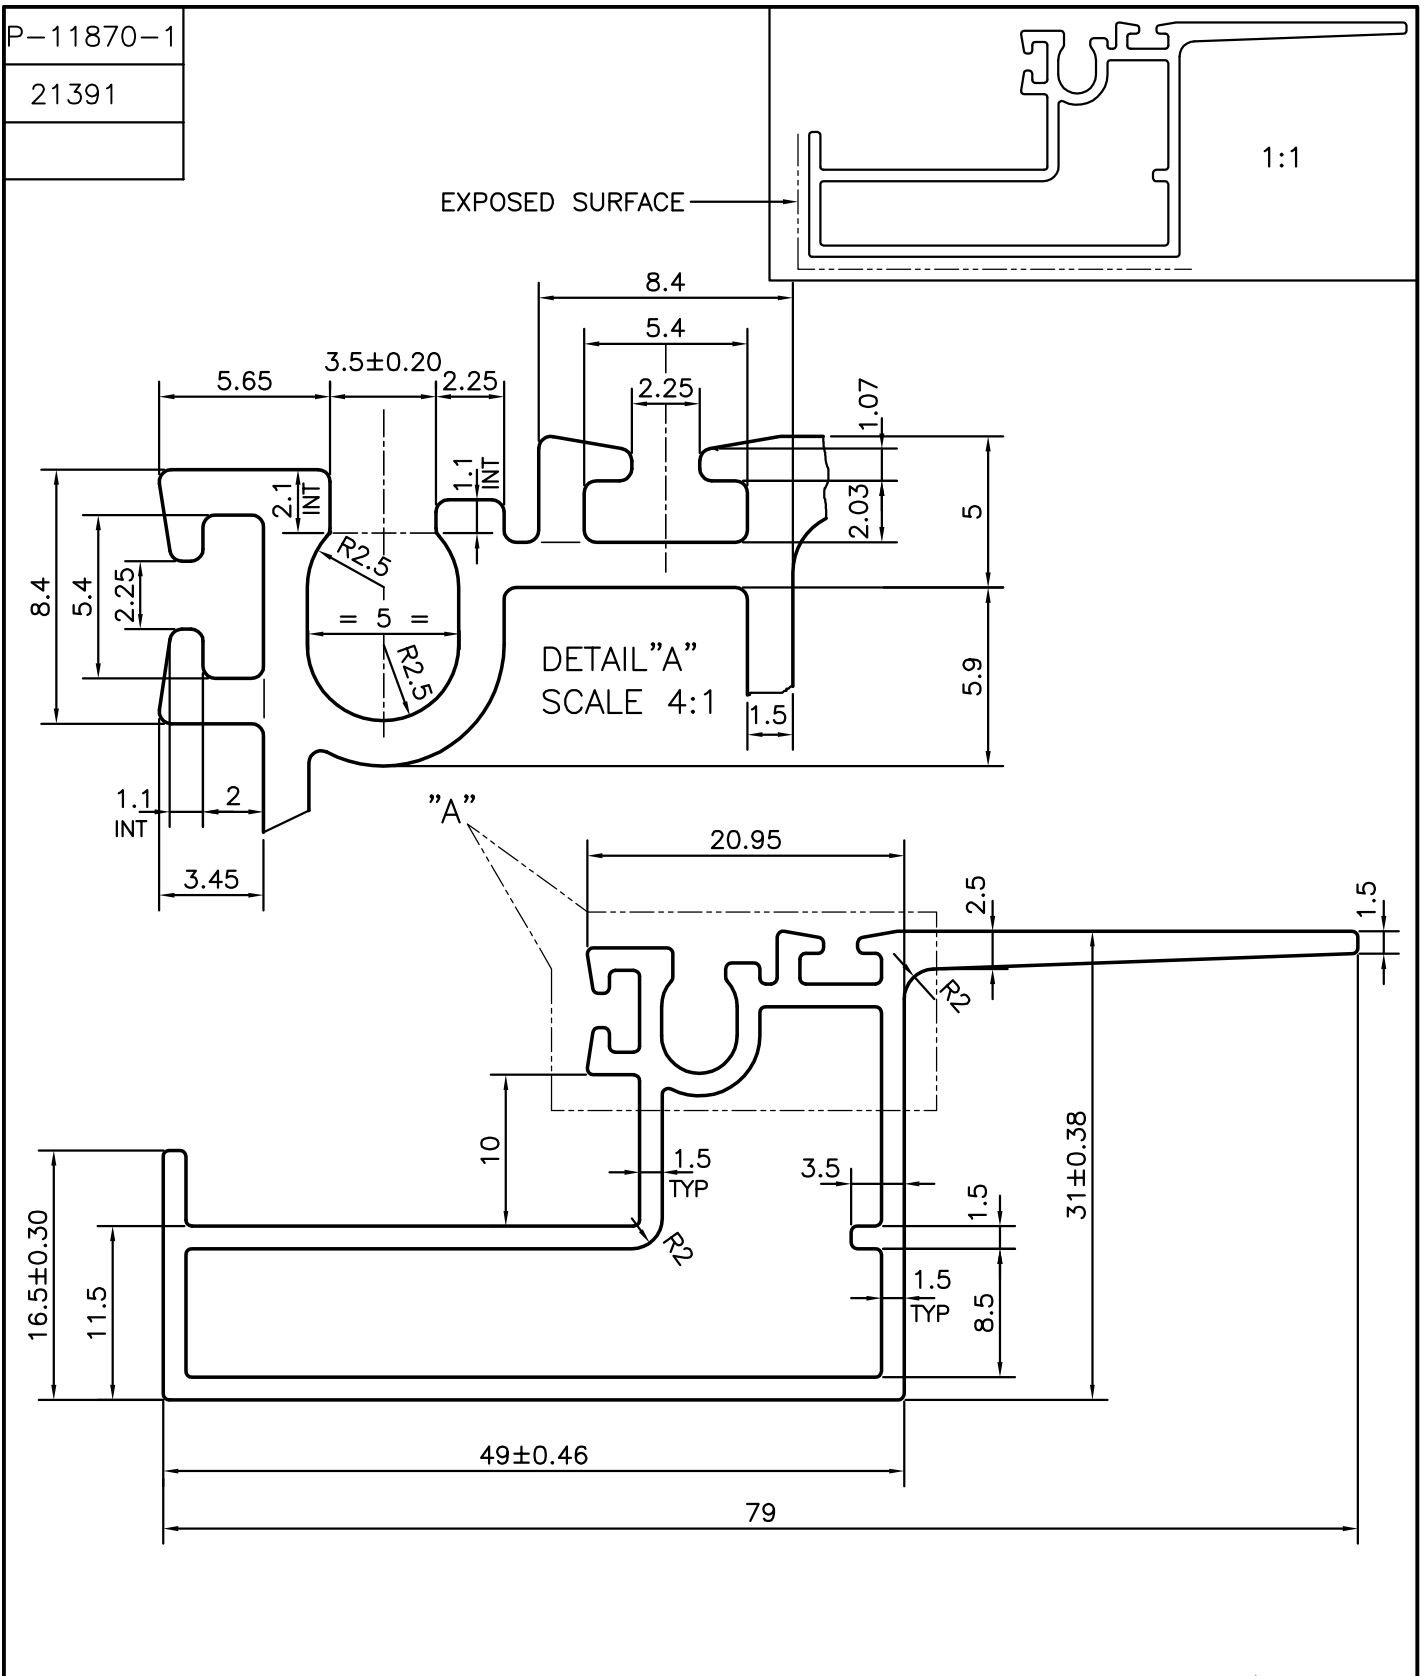 P-11870-1
21391
1:1
EXPOSED SURFACE
8.4
5.4
5.65
3.5±0.20
2.25
2.25
1.07
2.1
INT
1.1
INT
8.4
5.4
2.25
R2.5
= 5 =
R2.5
2.03
5
DETAIL"A"
SCALE 4:1
5.9
1.5
1.1
INT
2
3.45
"A"
20.95
2.5
1.5
R2
10
1.5
TYP
3.5
1.5
31±0.38
R2
16.5±0.30
11.5
1.5
TYP
8.5
49±0.46
79